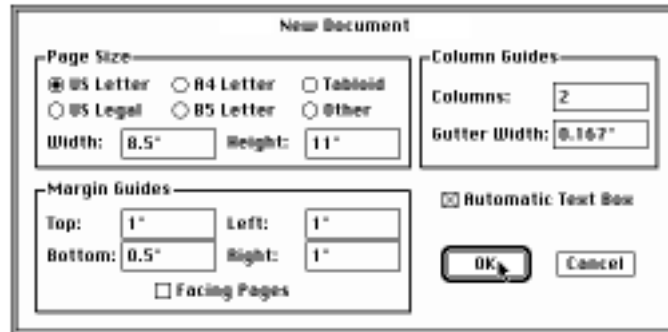 New Document
Page Size
US Letter A4 Letter Tabloid
US Legal B5 Letter Other
Width: 8.5" Height: 11"
Column Guides
Columns: 2
Gutter Width: 0.167"
Margin Guides
Top: 1" Left: 1"
Bottom: 0.5" Right: 1"
Facing Pages
Automatic Text Box
OK Cancel